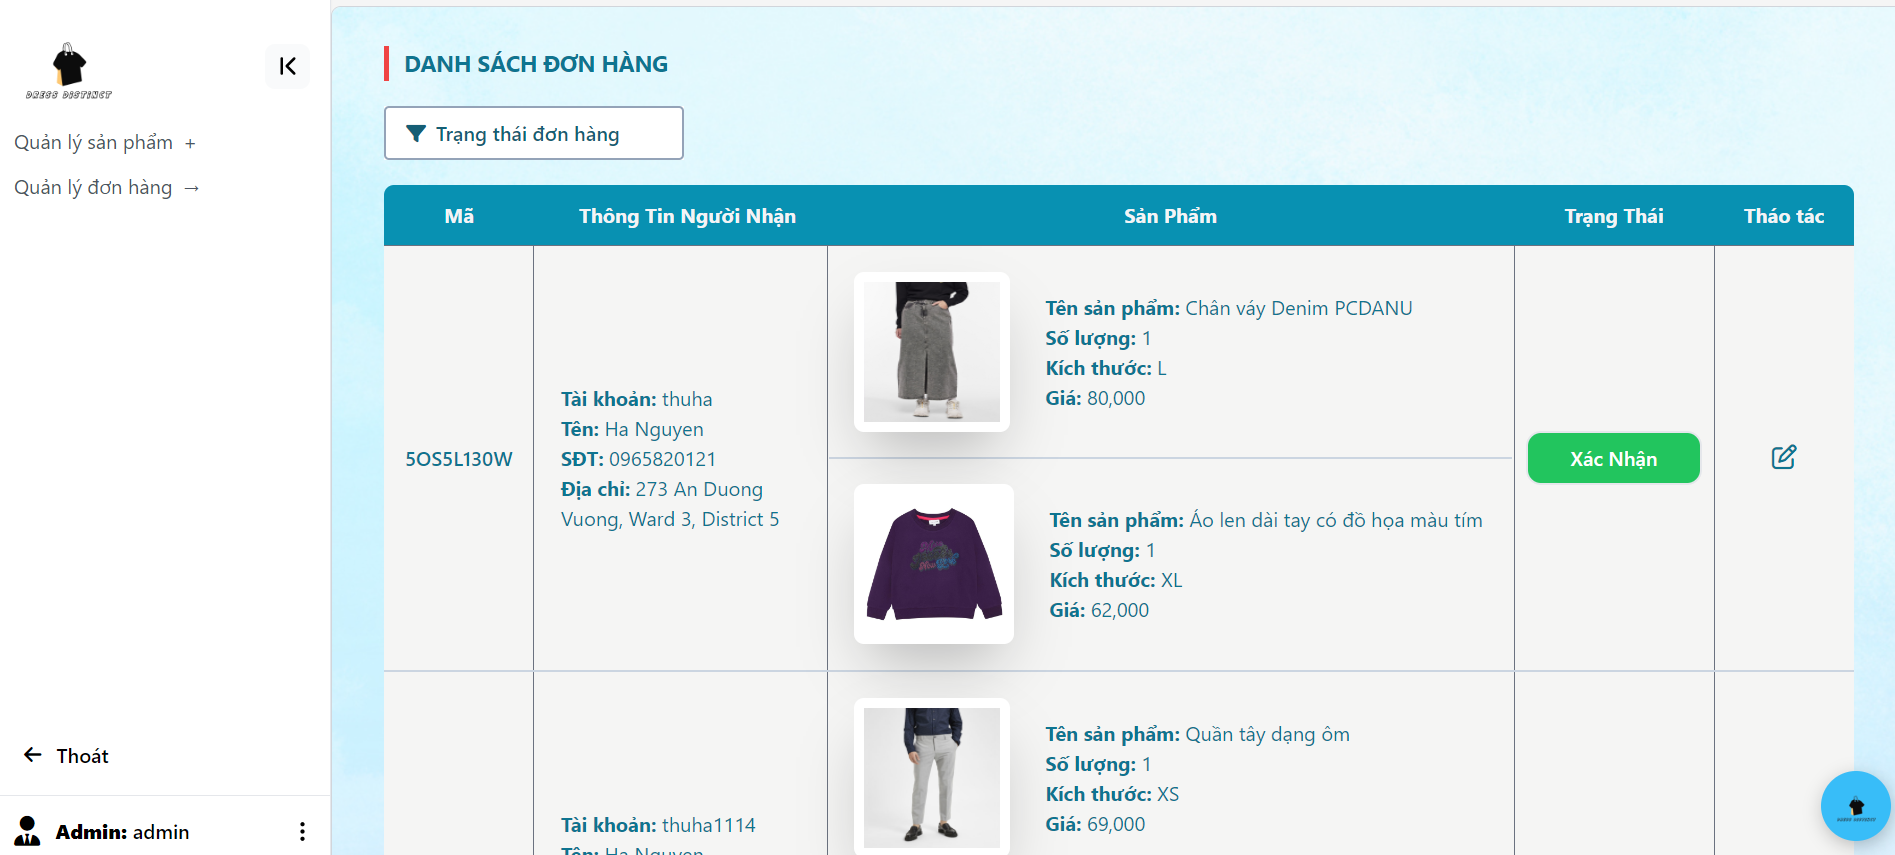 DRESS DISTINCT
Quản lý sản phẩm +
Quản lý đơn hàng →
Thoát
Admin: admin
DANH SÁCH ĐƠN HÀNG
Trạng thái đơn hàng
Mã Thông Tin Người Nhận Sản Phẩm Trạng Thái Tháo tác
5OS5L130W
Tài khoản: thuha
Tên: Ha Nguyen
SĐT: 0965820121
Địa chỉ: 273 An Duong
Vuong, Ward 3, District 5
Tên sản phẩm: Chân váy Denim PCDANU
Số lượng: 1
Kích thước: L
Giá: 80,000
Tên sản phẩm: Áo len dài tay có đồ họa màu tím
Số lượng: 1
Kích thước: XL
Giá: 62,000
Xác Nhận
Tài khoản: thuha1114
Tên: Ha Nguyen
Tên sản phẩm: Quần tây dạng ôm
Số lượng: 1
Kích thước: XS
Giá: 69,000